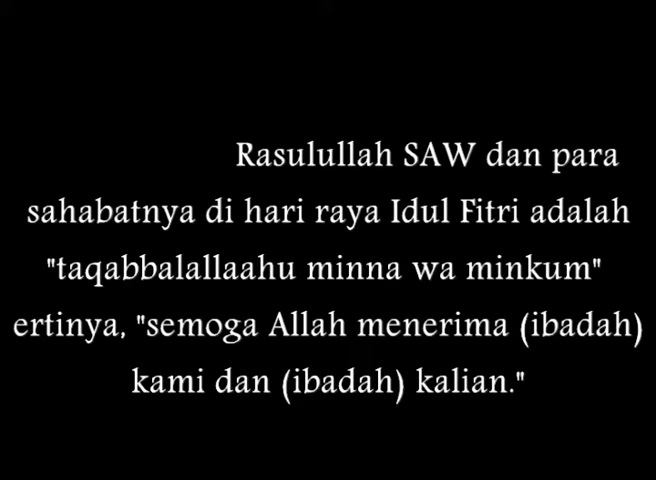 Rasulullah SAW dan para
sahabatnya di hari raya Idul Fitri adalah
"taqabbalallaahu minna wa minkum"
ertinya, "semoga Allah menerima (ibadah)
kami dan (ibadah) kalian."